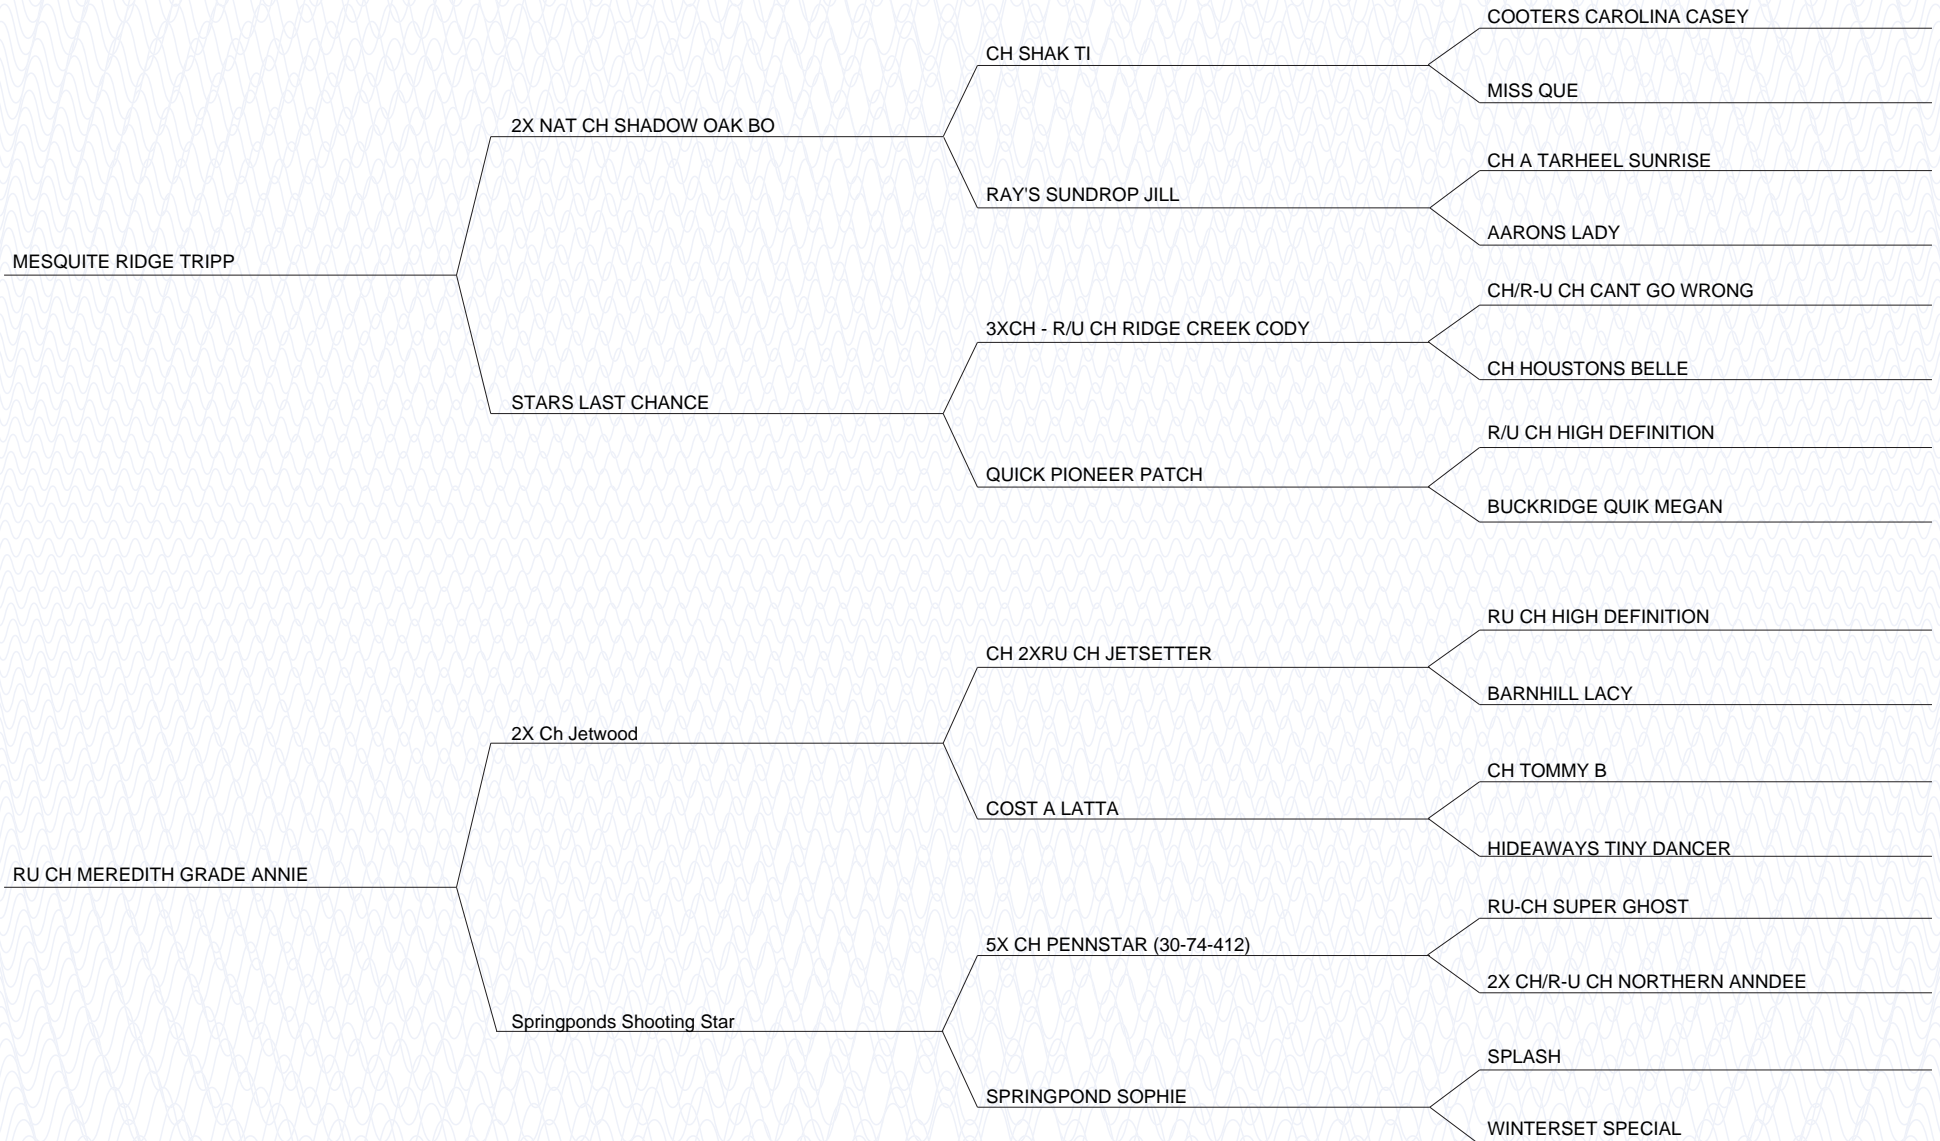 COOTERS CAROLINA CASEY
CH SHAK TI
MISS QUE
2X NAT CH SHADOW OAK BO
CH A TARHEEL SUNRISE
RAY'S SUNDROP JILL
AARONS LADY
MESQUITE RIDGE TRIPP
CH/R-U CH CANT GO WRONG
3XCH - R/U CH RIDGE CREEK CODY
CH HOUSTONS BELLE
STARS LAST CHANCE
R/U CH HIGH DEFINITION
QUICK PIONEER PATCH
BUCKRIDGE QUIK MEGAN
RU CH HIGH DEFINITION
CH 2XRU CH JETSETTER
BARNHILL LACY
2X Ch Jetwood
CH TOMMY B
COST A LATTA
HIDEAWAYS TINY DANCER
RU CH MEREDITH GRADE ANNIE
RU-CH SUPER GHOST
5X CH PENNSTAR (30-74-412)
2X CH/R-U CH NORTHERN ANNDEE
Springponds Shooting Star
SPLASH
SPRINGPOND SOPHIE
WINTERSET SPECIAL